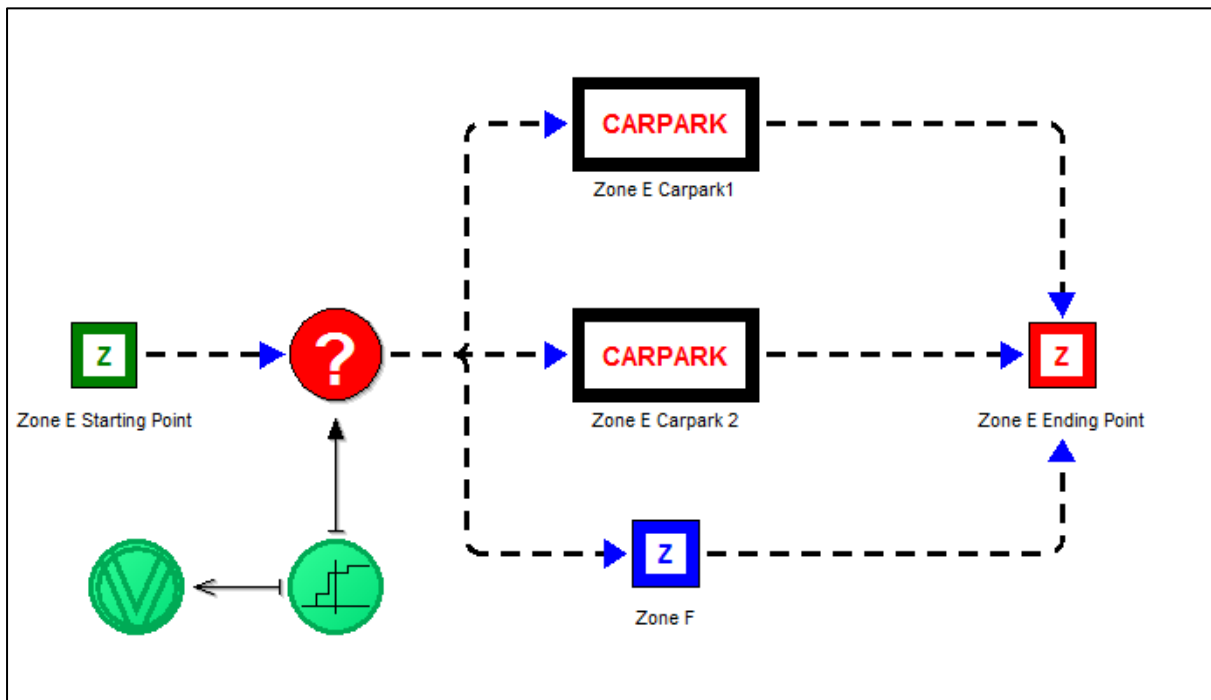 CARPARK
Zone E Carpark1
Z
?
CARPARK
Z
Zone E Starting Point
Zone E Carpark 2
Zone E Ending Point
Z
Zone F